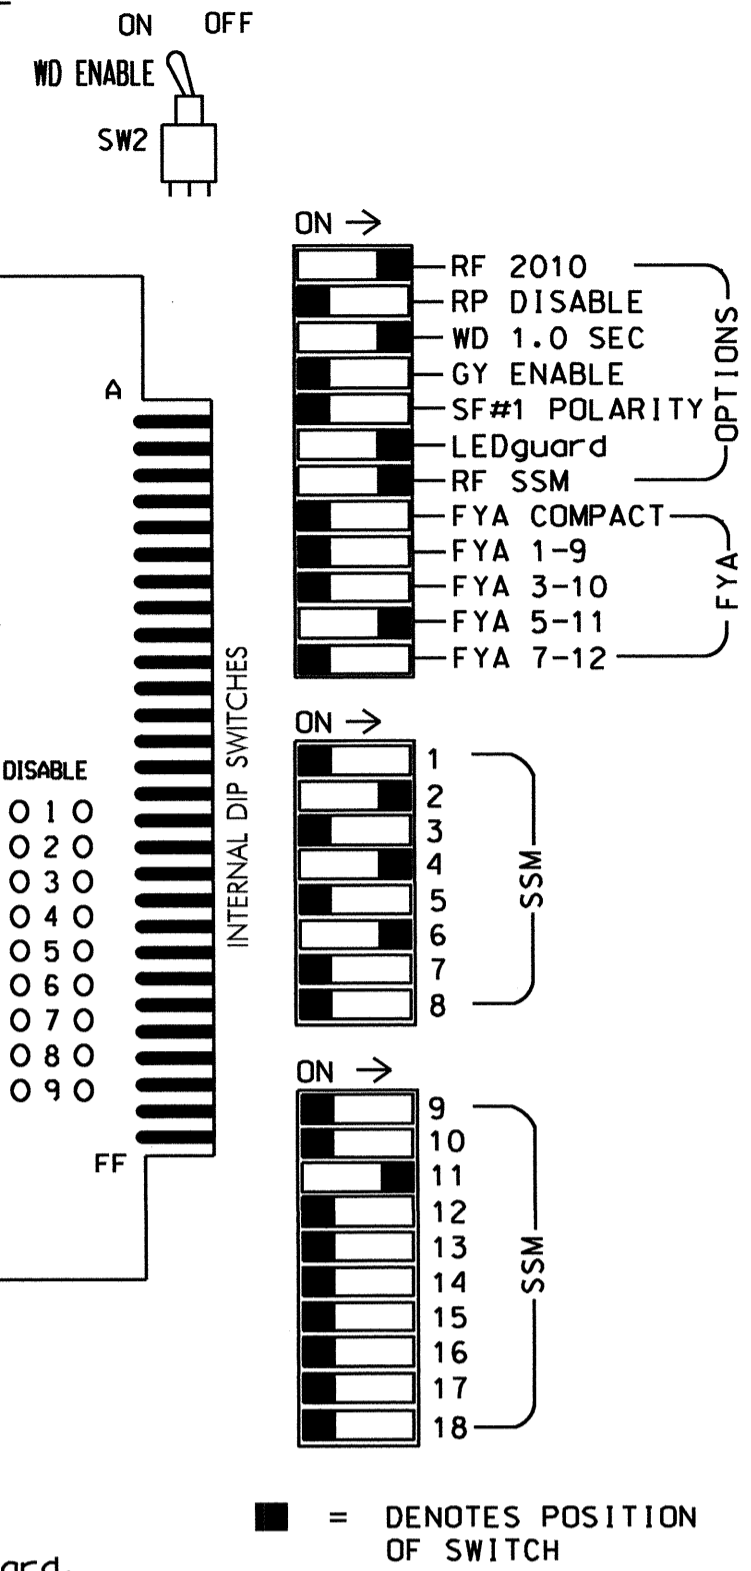 ON OFF
WD ENABLE
SW2
ON →
RF 2010
RP DISABLE
WD 1.0 SEC
GY ENABLE
SF#1 POLARITY
LEDguard
RF SSM
OPTIONS
FYA COMPACT
FYA 1-9
FYA 3-10
FYA 5-11
FYA 7-12
FYA
A
FF
INTERNAL DIP SWITCHES
DISABLE
1
2
3
4
5
6
7
8
9
ON →
1
2
3
4
5
6
7
8
SSM
ON →
9
10
11
12
13
14
15
16
17
18
SSM
= DENOTES POSITION
OF SWITCH
ard.